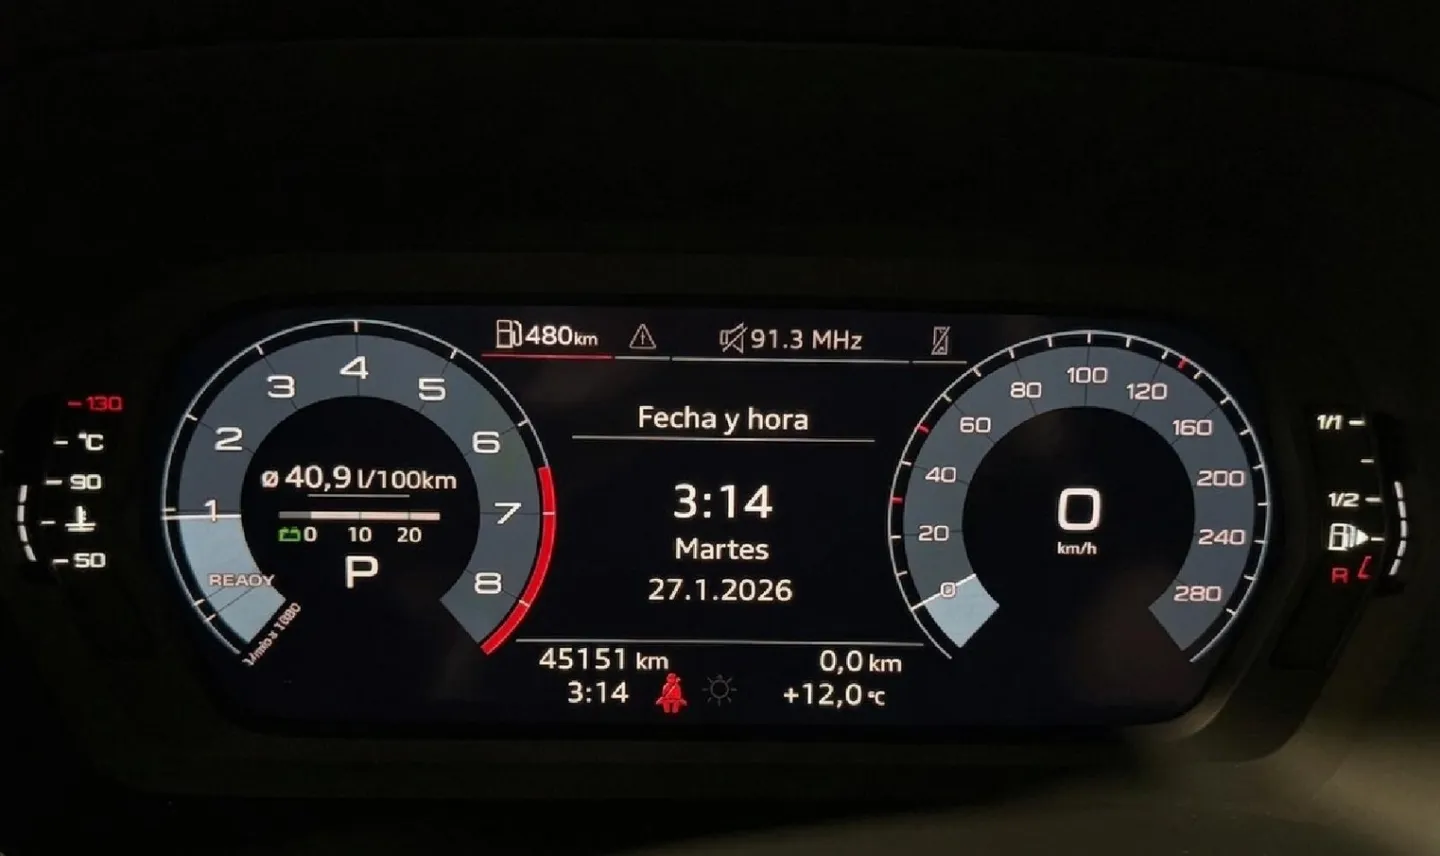 480km
91.3 MHz
Fecha y hora
3:14
Martes
27.1.2026
45151 km
0,0 km
3:14
+12,0 °C
1
2
3
4
5
6
7
8
ø 40,9 l/100km
0 10 20
P
READY
0
20
40
60
80
100
120
160
200
240
280
0
km/h
130
°C
90
50
1/1
1/2
R